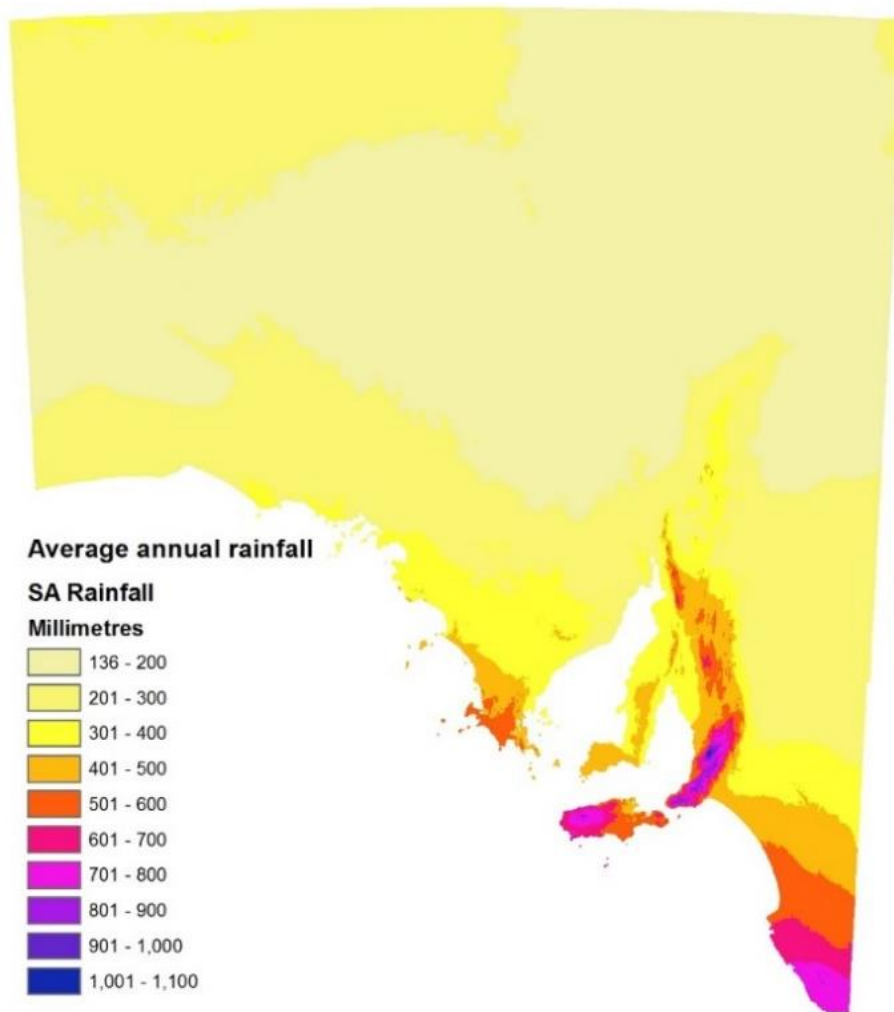 Average annual rainfall
SA Rainfall
Millimetres
136 - 200
201 - 300
301 - 400
401 - 500
501 - 600
601 - 700
701 - 800
801 - 900
901 - 1,000
1,001 - 1,100